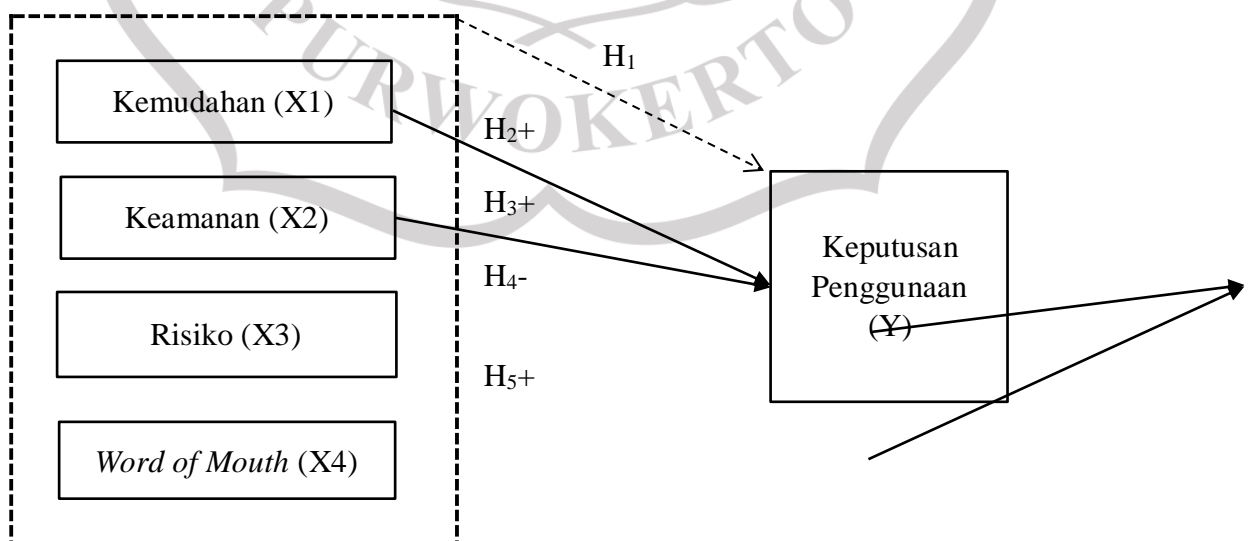 PURWOKERTO
H₁
Kemudahan (X1)
H₂+
Keamanan (X2)
H₃+
Keputusan
Penggunaan
(Y)
H₄-
Risiko (X3)
H₅+
Word of Mouth (X4)